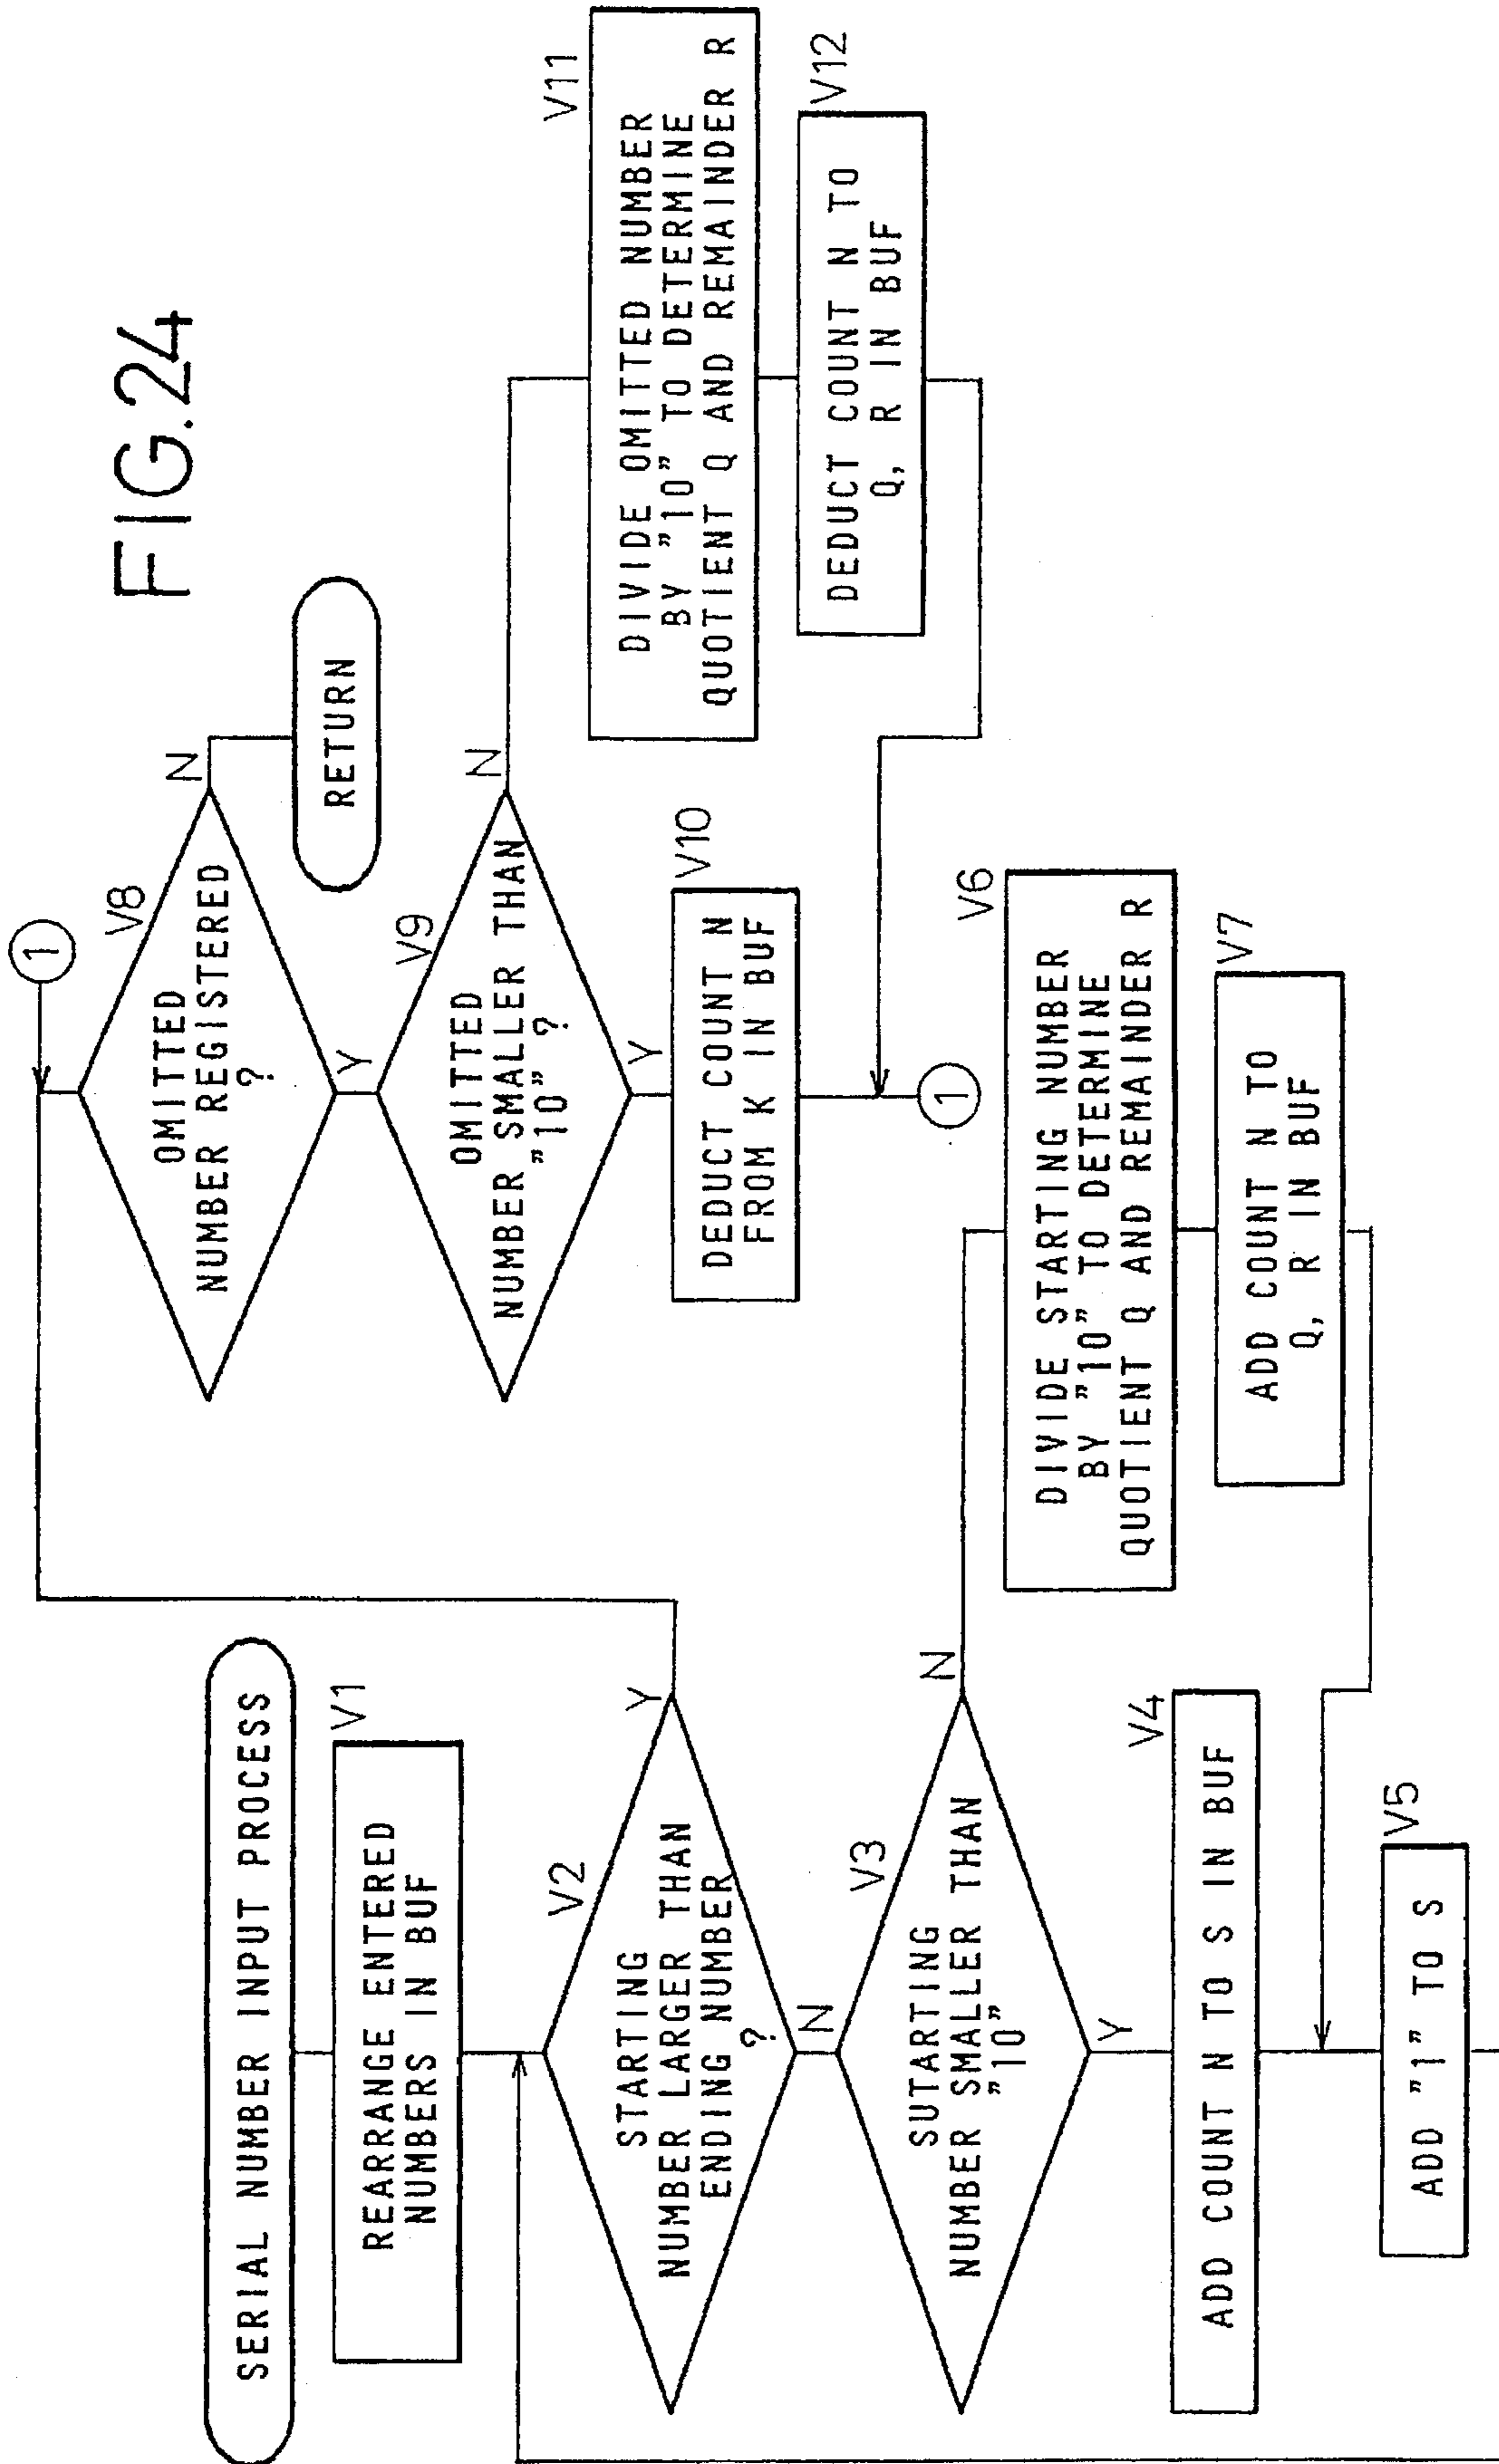 FIG.24
SERIAL NUMBER INPUT PROCESS
V1
REARRANGE ENTERED
NUMBERS IN BUF
V2
STARTING
NUMBER LARGER THAN
ENDING NUMBER
?
Y
N
V3
SUTARTING
NUMBER SMALLER THAN
"10"
N
Y
V4
ADD COUNT N TO S IN BUF
V5
ADD "1" TO S
V6
DIVIDE STARTING NUMBER
BY "10" TO DETERMINE
QUOTIENT Q AND REMAINDER R
V7
ADD COUNT N TO
Q, R IN BUF
1
V8
OMITTED
NUMBER REGISTERED
?
N
RETURN
Y
V9
OMITTED
NUMBER SMALLER THAN
"10" ?
N
Y
V10
DEDUCT COUNT N
FROM K IN BUF
1
V11
DIVIDE OMITTED NUMBER
BY "10" TO DETERMINE
QUOTIENT Q AND REMAINDER R
V12
DEDUCT COUNT N TO
Q, R IN BUF